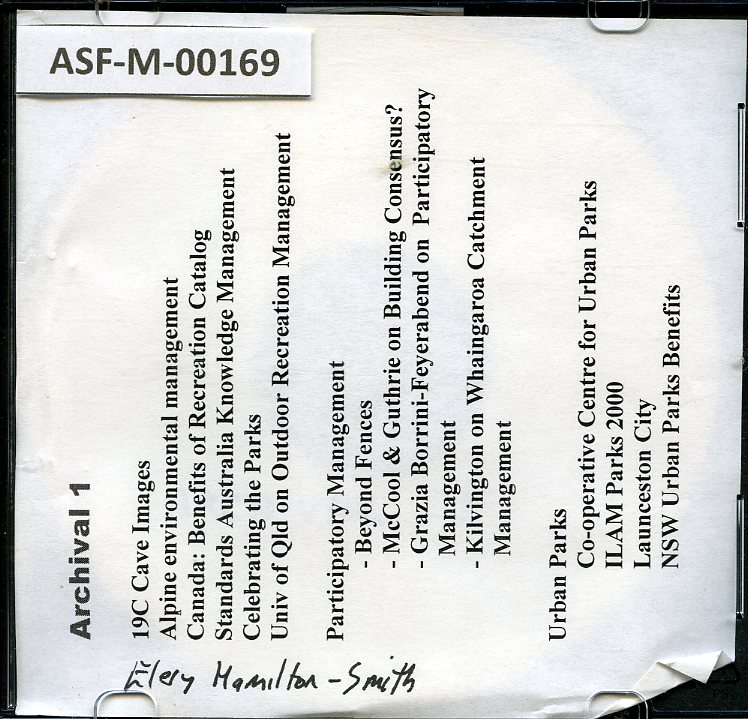 ASF-M-00169
Archival 1
19C Cave Images
Alpine environmental management
Canada: Benefits of Recreation Catalog
Standards Australia Knowledge Management
Celebrating the Parks
Univ of Qld on Outdoor Recreation Management
Participatory Management
- Beyond Fences
- McCool & Guthrie on Building Consensus?
- Grazia Borrini-Feyerabend on Participatory
Management
- Kilvington on Whaingaroa Catchment
Management
Urban Parks
Co-operative Centre for Urban Parks
ILAM Parks 2000
Launceston City
NSW Urban Parks Benefits
Elery Hamilton-Smith